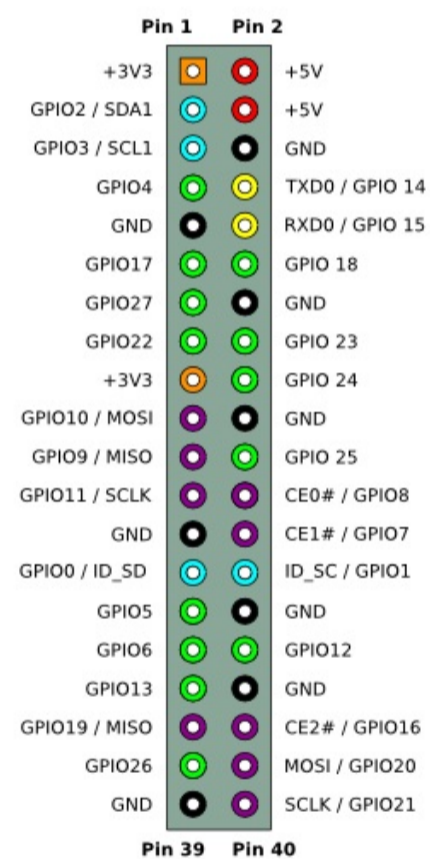 Pin 1 Pin 2
+3V3 +5V
GPIO2 / SDA1 +5V
GPIO3 / SCL1 GND
GPIO4 TXD0 / GPIO 14
GND RXD0 / GPIO 15
GPIO17 GPIO 18
GPIO27 GND
GPIO22 GPIO 23
+3V3 GPIO 24
GPIO10 / MOSI GND
GPIO9 / MISO GPIO 25
GPIO11 / SCLK CE0# / GPIO8
GND CE1# / GPIO7
GPIO0 / ID_SD ID_SC / GPIO1
GPIO5 GND
GPIO6 GPIO12
GPIO13 GND
GPIO19 / MISO CE2# / GPIO16
GPIO26 MOSI / GPIO20
GND SCLK / GPIO21
Pin 39 Pin 40